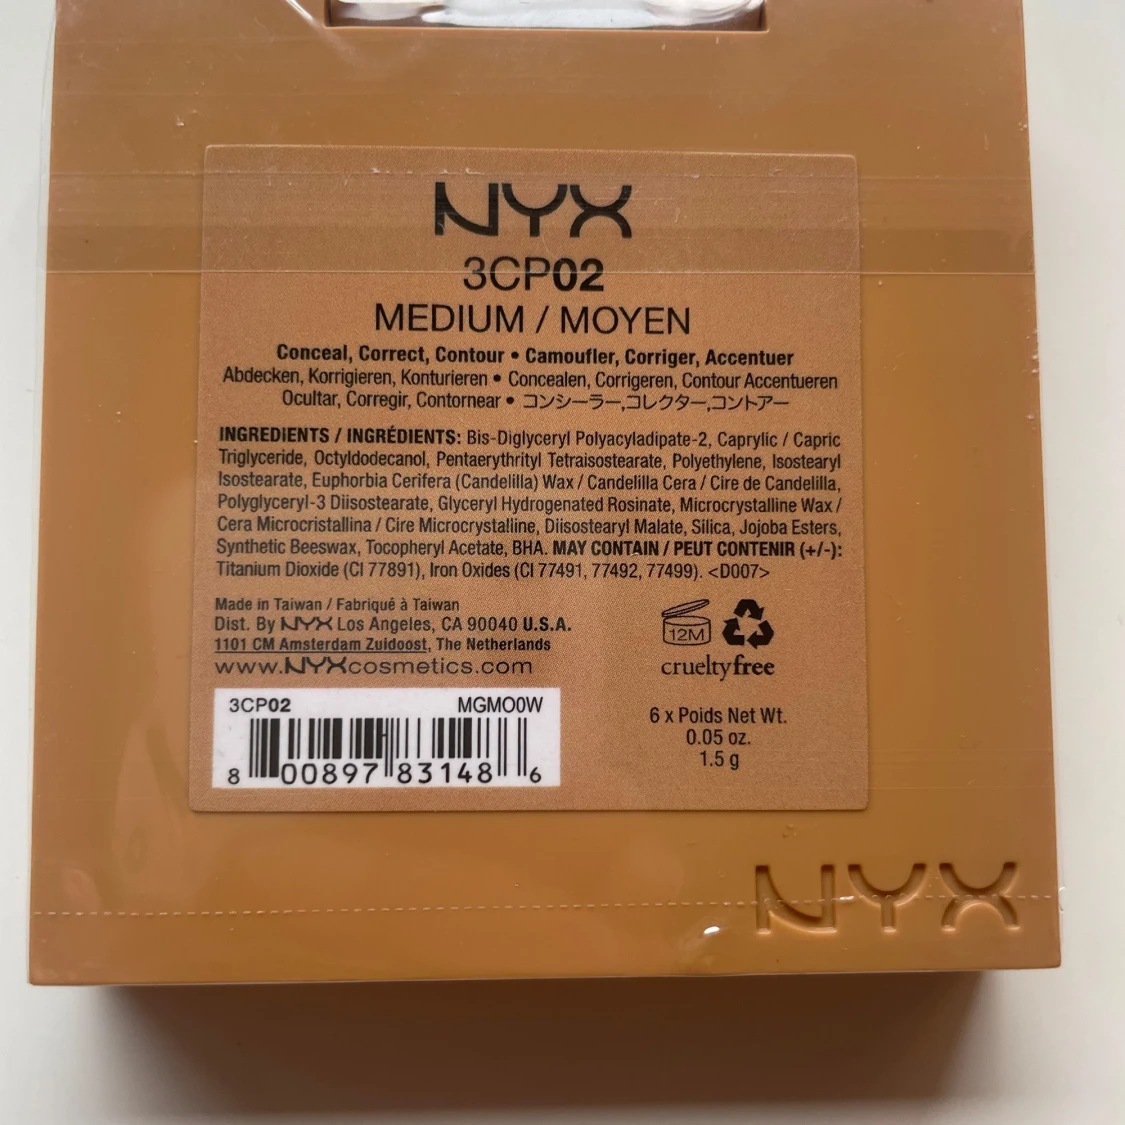 NYX
3CP02
MEDIUM / MOYEN
Conceal, Correct, Contour • Camoufler, Corriger, Accentuer
Abdecken, Korrigieren, Konturieren • Concealen, Corrigeren, Contour Accentueren
Ocultar, Corregir, Contornear • コンシーラー,コレクター,コントアー
INGREDIENTS / INGRÉDIENTS: Bis-Diglyceryl Polyacyladipate-2, Caprylic / Capric
Triglyceride, Octyldodecanol, Pentaerythrityl Tetraisostearate, Polyethylene, Isostearyl
Isostearate, Euphorbia Cerifera (Candelilla) Wax / Candelilla Cera / Cire de Candelilla,
Polyglyceryl-3 Diisostearate, Glyceryl Hydrogenated Rosinate, Microcrystalline Wax /
Cera Microcristallina / Cire Microcrystalline, Diisostearyl Malate, Silica, Jojoba Esters,
Synthetic Beeswax, Tocopheryl Acetate, BHA. MAY CONTAIN / PEUT CONTENIR (+/-):
Titanium Dioxide (CI 77891), Iron Oxides (CI 77491, 77492, 77499). <D007>
Made in Taiwan / Fabriqué à Taiwan
Dist. By NYX Los Angeles, CA 90040 U.S.A.
1101 CM Amsterdam Zuidoost, The Netherlands
www.NYXcosmetics.com
12M
crueltyfree
3CP02 MGMO0W
8 00897 83148 6
6 x Poids Net Wt.
0.05 oz.
1.5 g
NYX